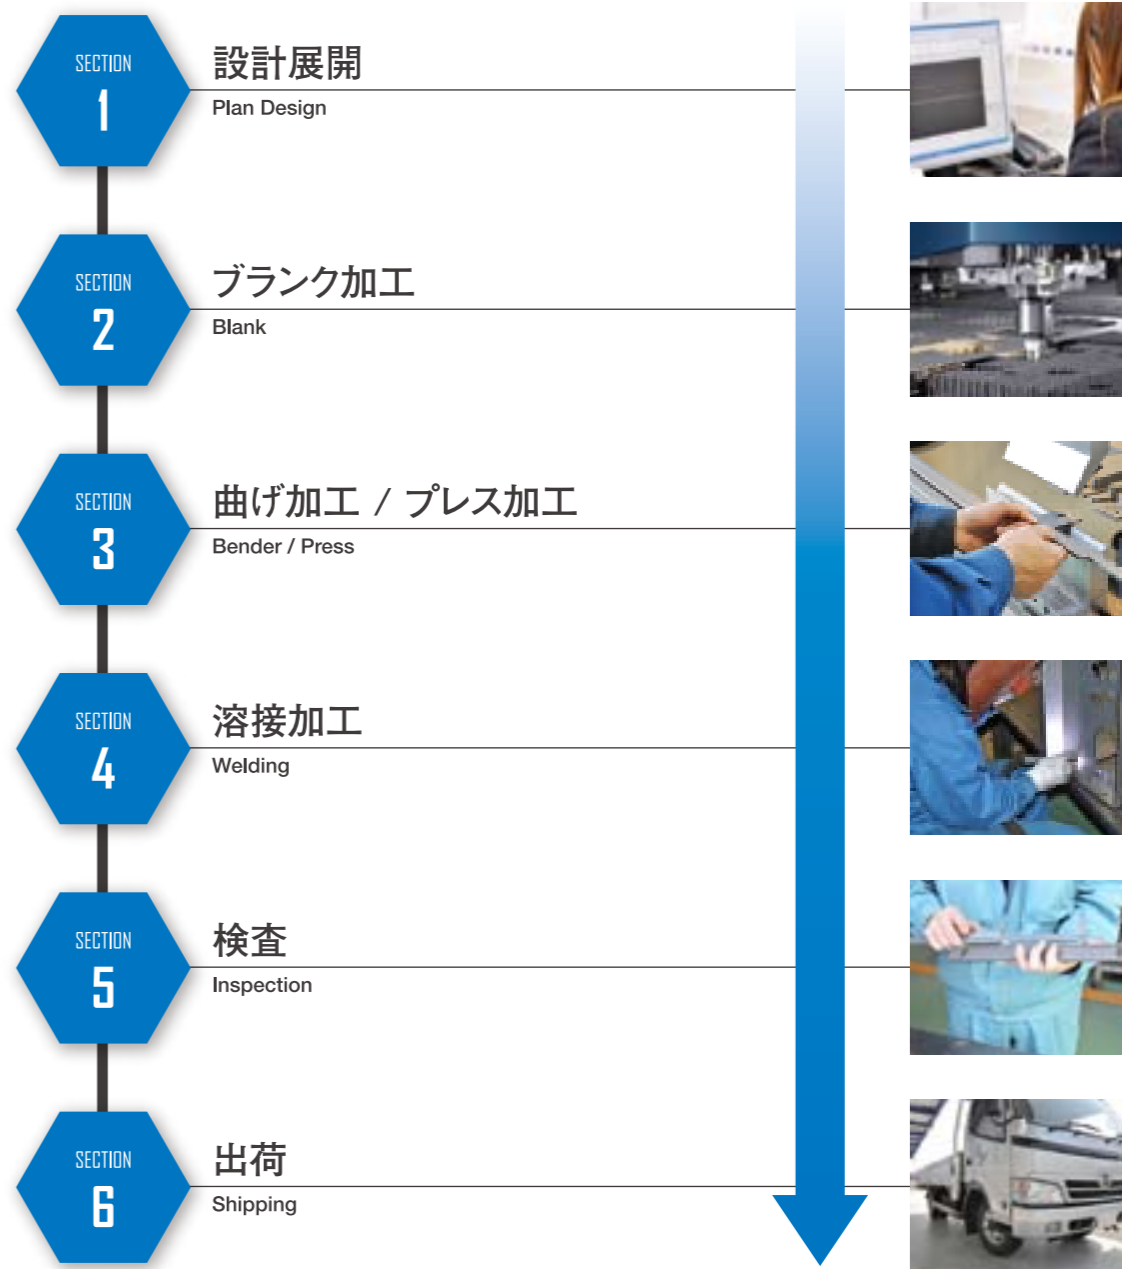 SECTION
1
設計展開
Plan Design
SECTION
2
ブランク加工
Blank
SECTION
3
曲げ加工 / プレス加工
Bender / Press
SECTION
4
溶接加工
Welding
SECTION
5
検査
Inspection
SECTION
6
出荷
Shipping